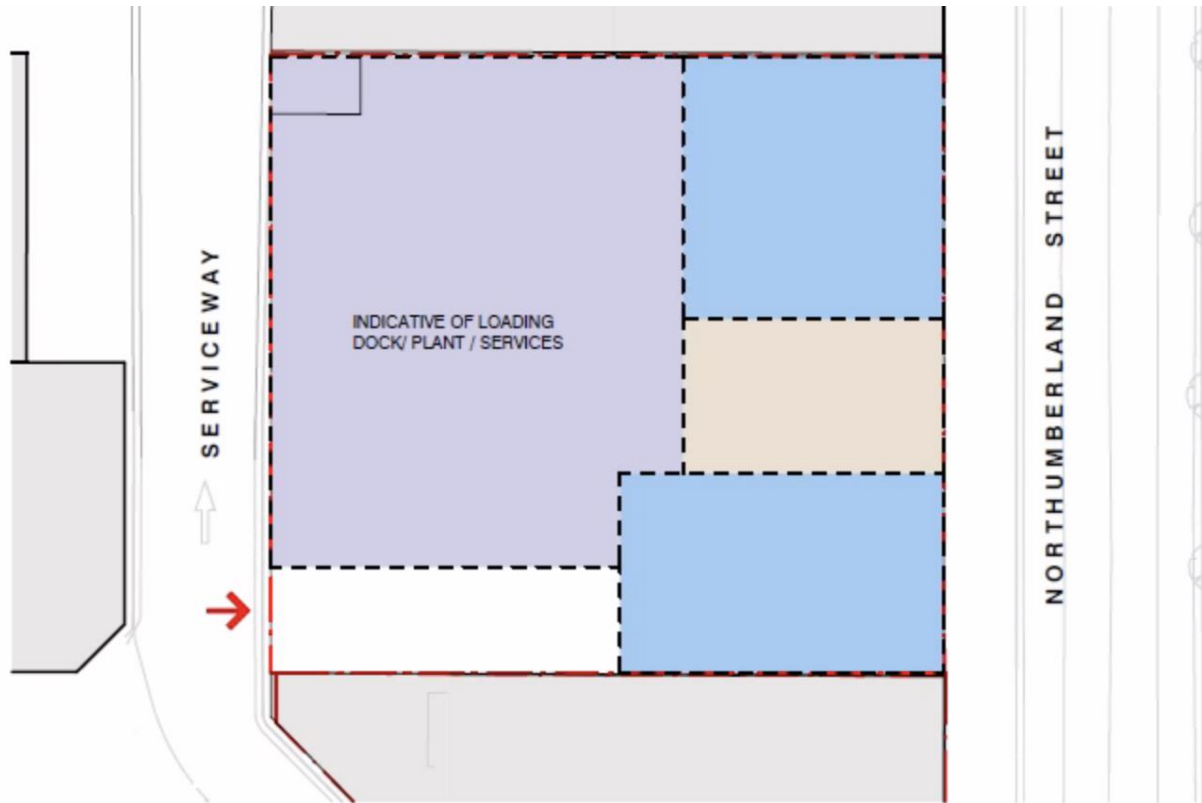 SERVICEWAY
INDICATIVE OF LOADING
DOCK/ PLANT / SERVICES
NORTHUMBERLAND STREET